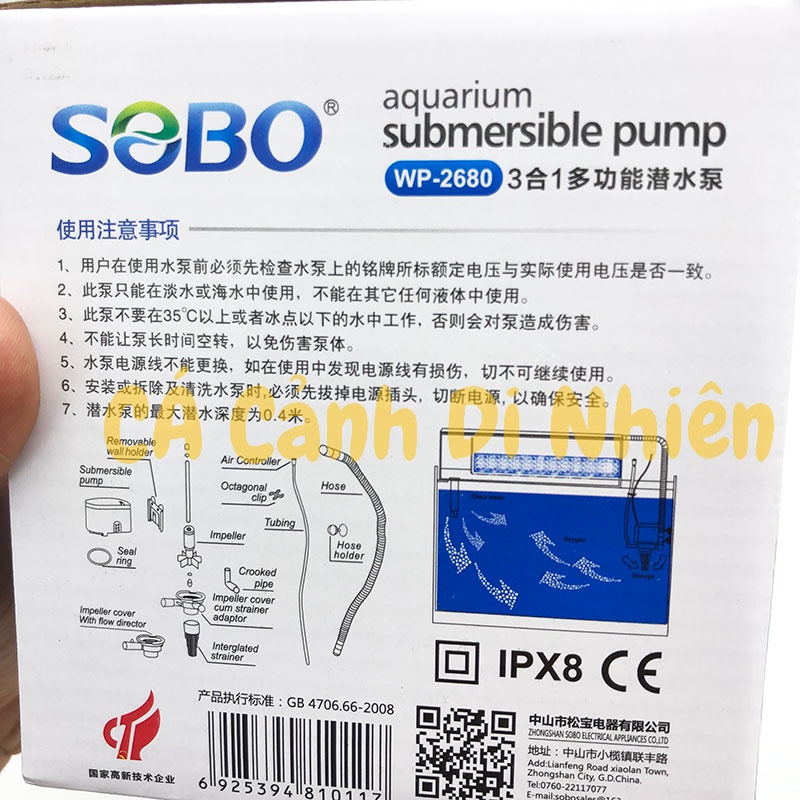 SOBO®
aquarium
submersible pump
WP-2680 3合1多功能潜水泵
使用注意事项
1、用户在使用水泵前必须先检查水泵上的铭牌所标额定电压与实际使用电压是否一致。
2、此泵只能在淡水或海水中使用，不能在其它任何液体中使用。
3、此泵不要在35℃以上或者冰点以下的水中工作，否则会对泵造成伤害。
4、不能让泵长时间空转，以免伤害泵体。
5、水泵电源线不能更换，如在使用中发现电源线有损伤，切不可继续使用。
6、安装或拆除及清洗水泵时，必须先拔掉电源插头，切断电源，以确保安全。
7、潜水泵的最大潜水深度为0.4米。
Cá Cảnh Di Nhiên
Removable
wall holder
Submersible
pump
Seal
ring
Impeller cover
With flow director
Air Controller
Octagonal
clip
Tubing
Impeller
Crooked
pipe
Impeller cover
cum strainer
adaptor
Interglated
strainer
Hose
Hose
holder
Clear water
Oxygen
Sewage
IPX8 CE
产品执行标准: GB 4706.66-2008
国家高新技术企业
6 925394 810117
中山市松宝电器有限公司
ZHONGSHAN SOBO ELECTRICAL APPLIANCES CO.,LTD
地址: 中山市小榄镇联丰路
Add:Lianfeng Road xiaolan Town,
Zhongshan City, G.D.China.
Tel:0760-22117077
E-mail:sobosales@163